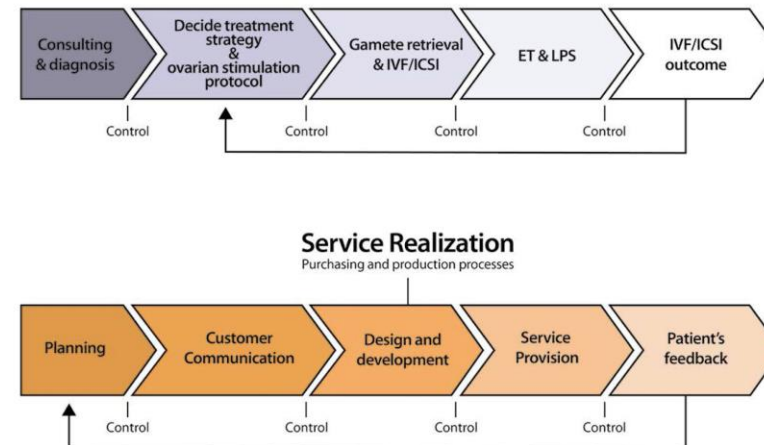 Consulting
& diagnosis
Decide treatment
strategy
&
ovarian stimulation
protocol
Gamete retrieval
& IVF/ICSI
ET & LPS
IVF/ICSI
outcome
Control
Control
Control
Control
Service Realization
Purchasing and production processes
Planning
Customer
Communication
Design and
development
Service
Provision
Patient's
feedback
Control
Control
Control
Control